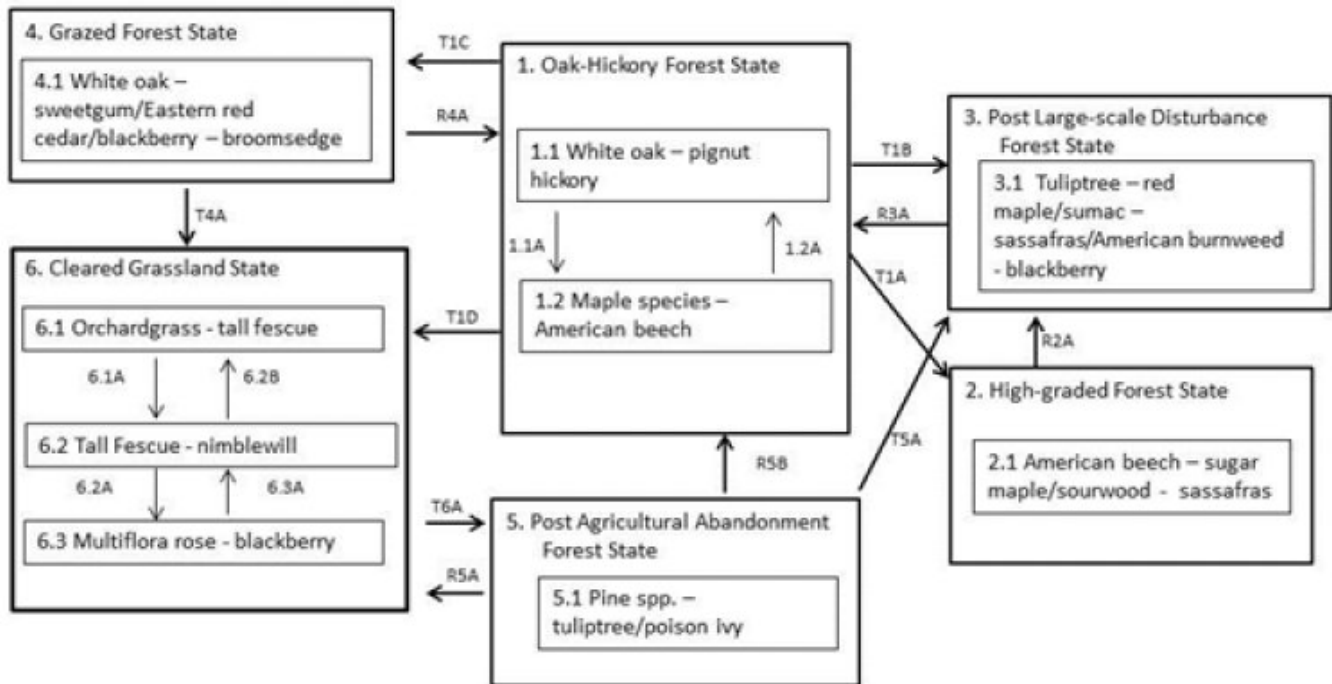 4. Grazed Forest State
4.1 White oak –
sweetgum/Eastern red
cedar/blackberry – broomsedge
T1C
R4A
T4A
1. Oak-Hickory Forest State
1.1 White oak – pignut
hickory
1.1A
1.2A
1.2 Maple species –
American beech
T1B
R3A
T1A
T1D
3. Post Large-scale Disturbance
Forest State
3.1 Tuliptree – red
maple/sumac –
sassafras/American burnweed
- blackberry
R2A
2. High-graded Forest State
2.1 American beech – sugar
maple/sourwood - sassafras
6. Cleared Grassland State
6.1 Orchardgrass - tall fescue
6.1A
6.2B
6.2 Tall Fescue - nimblewill
6.2A
6.3A
6.3 Multiflora rose - blackberry
T6A
R5A
R5B
T5A
5. Post Agricultural Abandonment
Forest State
5.1 Pine spp. –
tuliptree/poison ivy